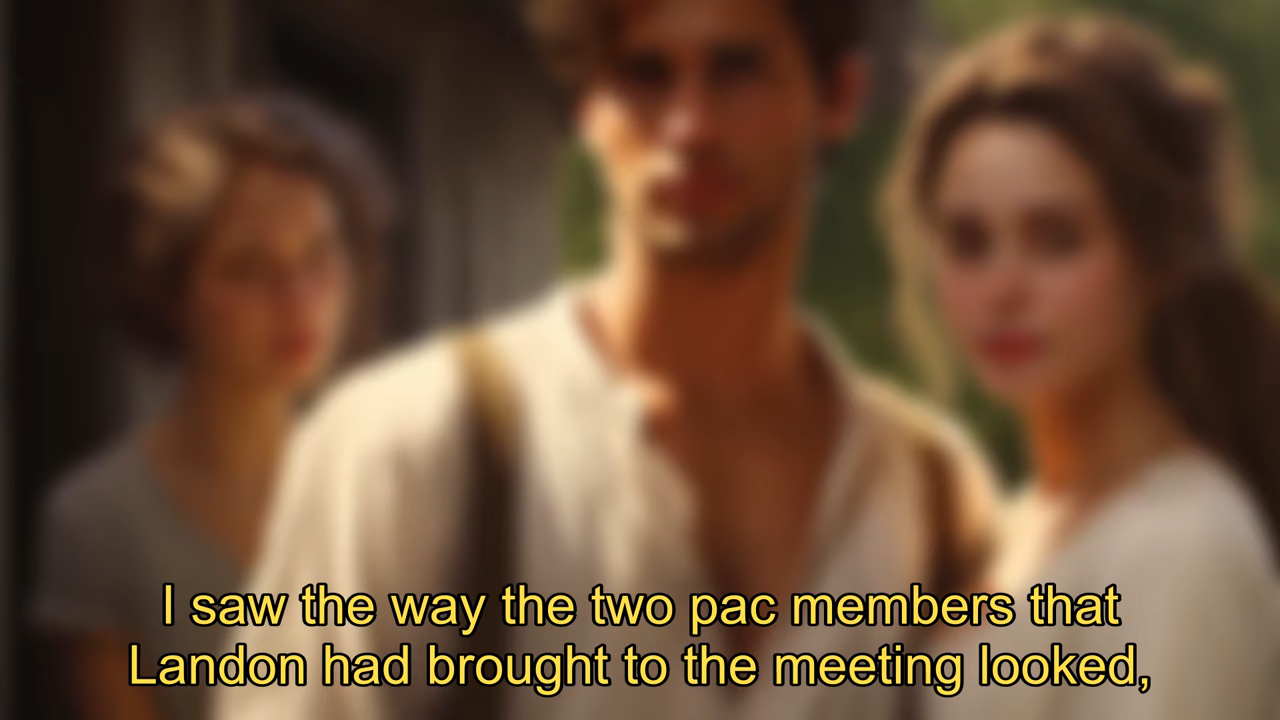 I saw the way the two pac members that
Landon had brought to the meeting looked,